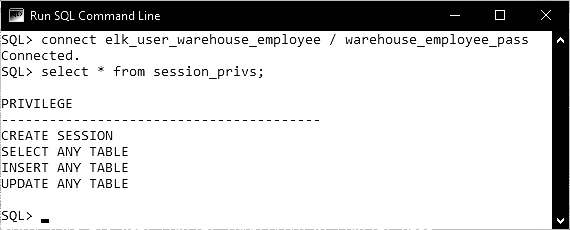 Run SQL Command Line
SQL> connect elk_user_warehouse_employee / warehouse_employee_pass
Connected.
SQL> select * from session_privs;
PRIVILEGE
----------------------------------------
CREATE SESSION
SELECT ANY TABLE
INSERT ANY TABLE
UPDATE ANY TABLE
SQL>